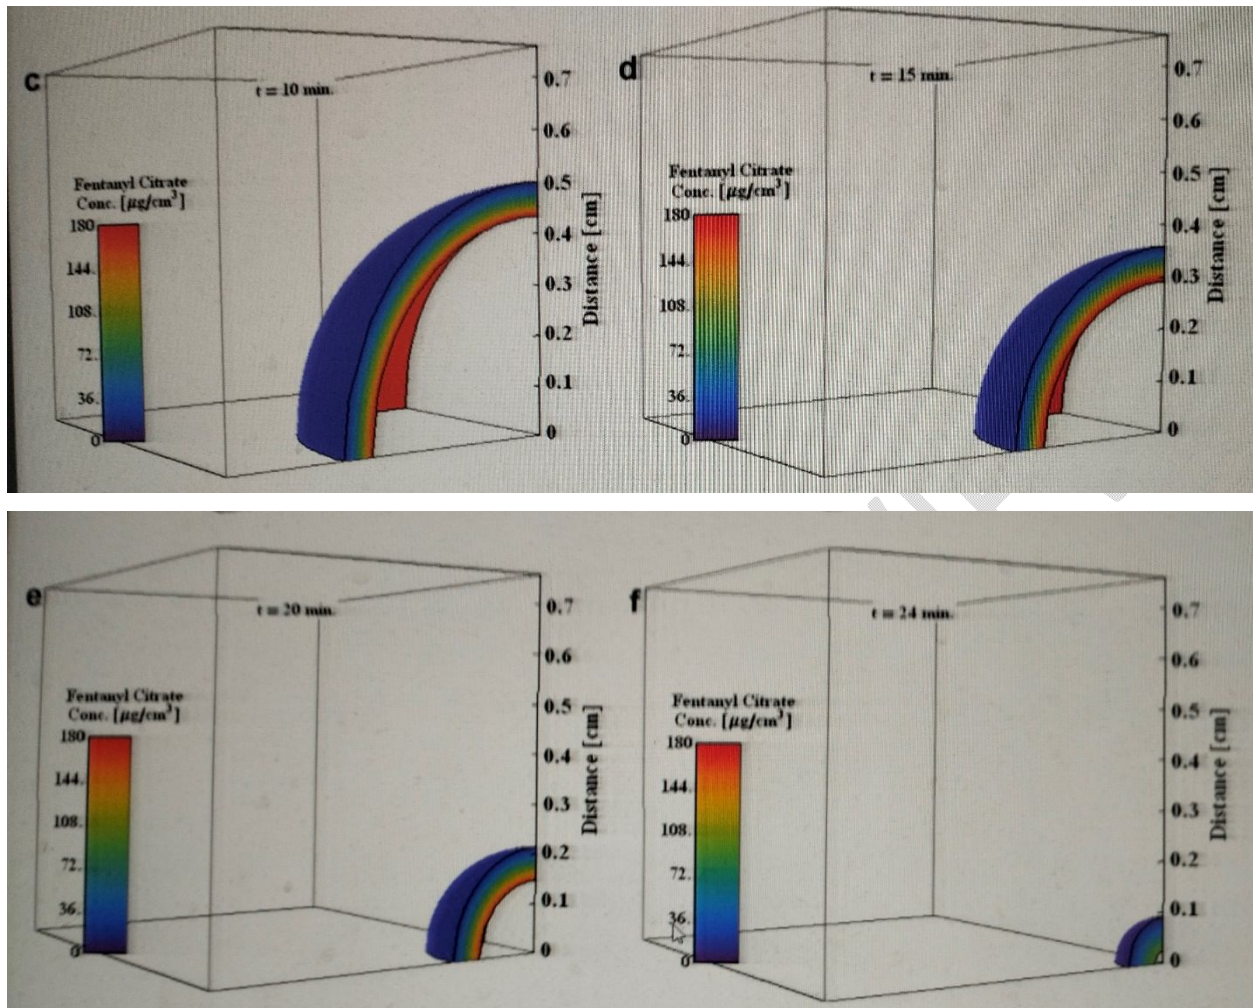 c
t = 10 min.
Fentanyl Citrate
Conc. [μg/cm³]
180
144.
108.
72.
36.
0
0.7
0.6
0.5
0.4
0.3
0.2
0.1
0
Distance [cm]
d
t = 15 min.
Fentanyl Citrate
Conc. [μg/cm³]
180
144.
108.
72.
36.
0
0.7
0.6
0.5
0.4
0.3
0.2
0.1
0
Distance [cm]
e
t = 20 min.
Fentanyl Citrate
Conc. [μg/cm³]
180
144.
108.
72.
36.
0
0.7
0.6
0.5
0.4
0.3
0.2
0.1
0
Distance [cm]
f
t = 24 min.
Fentanyl Citrate
Conc. [μg/cm³]
180
144.
108.
72.
36.
0
0.7
0.6
0.5
0.4
0.3
0.2
0.1
0
Distance [cm]